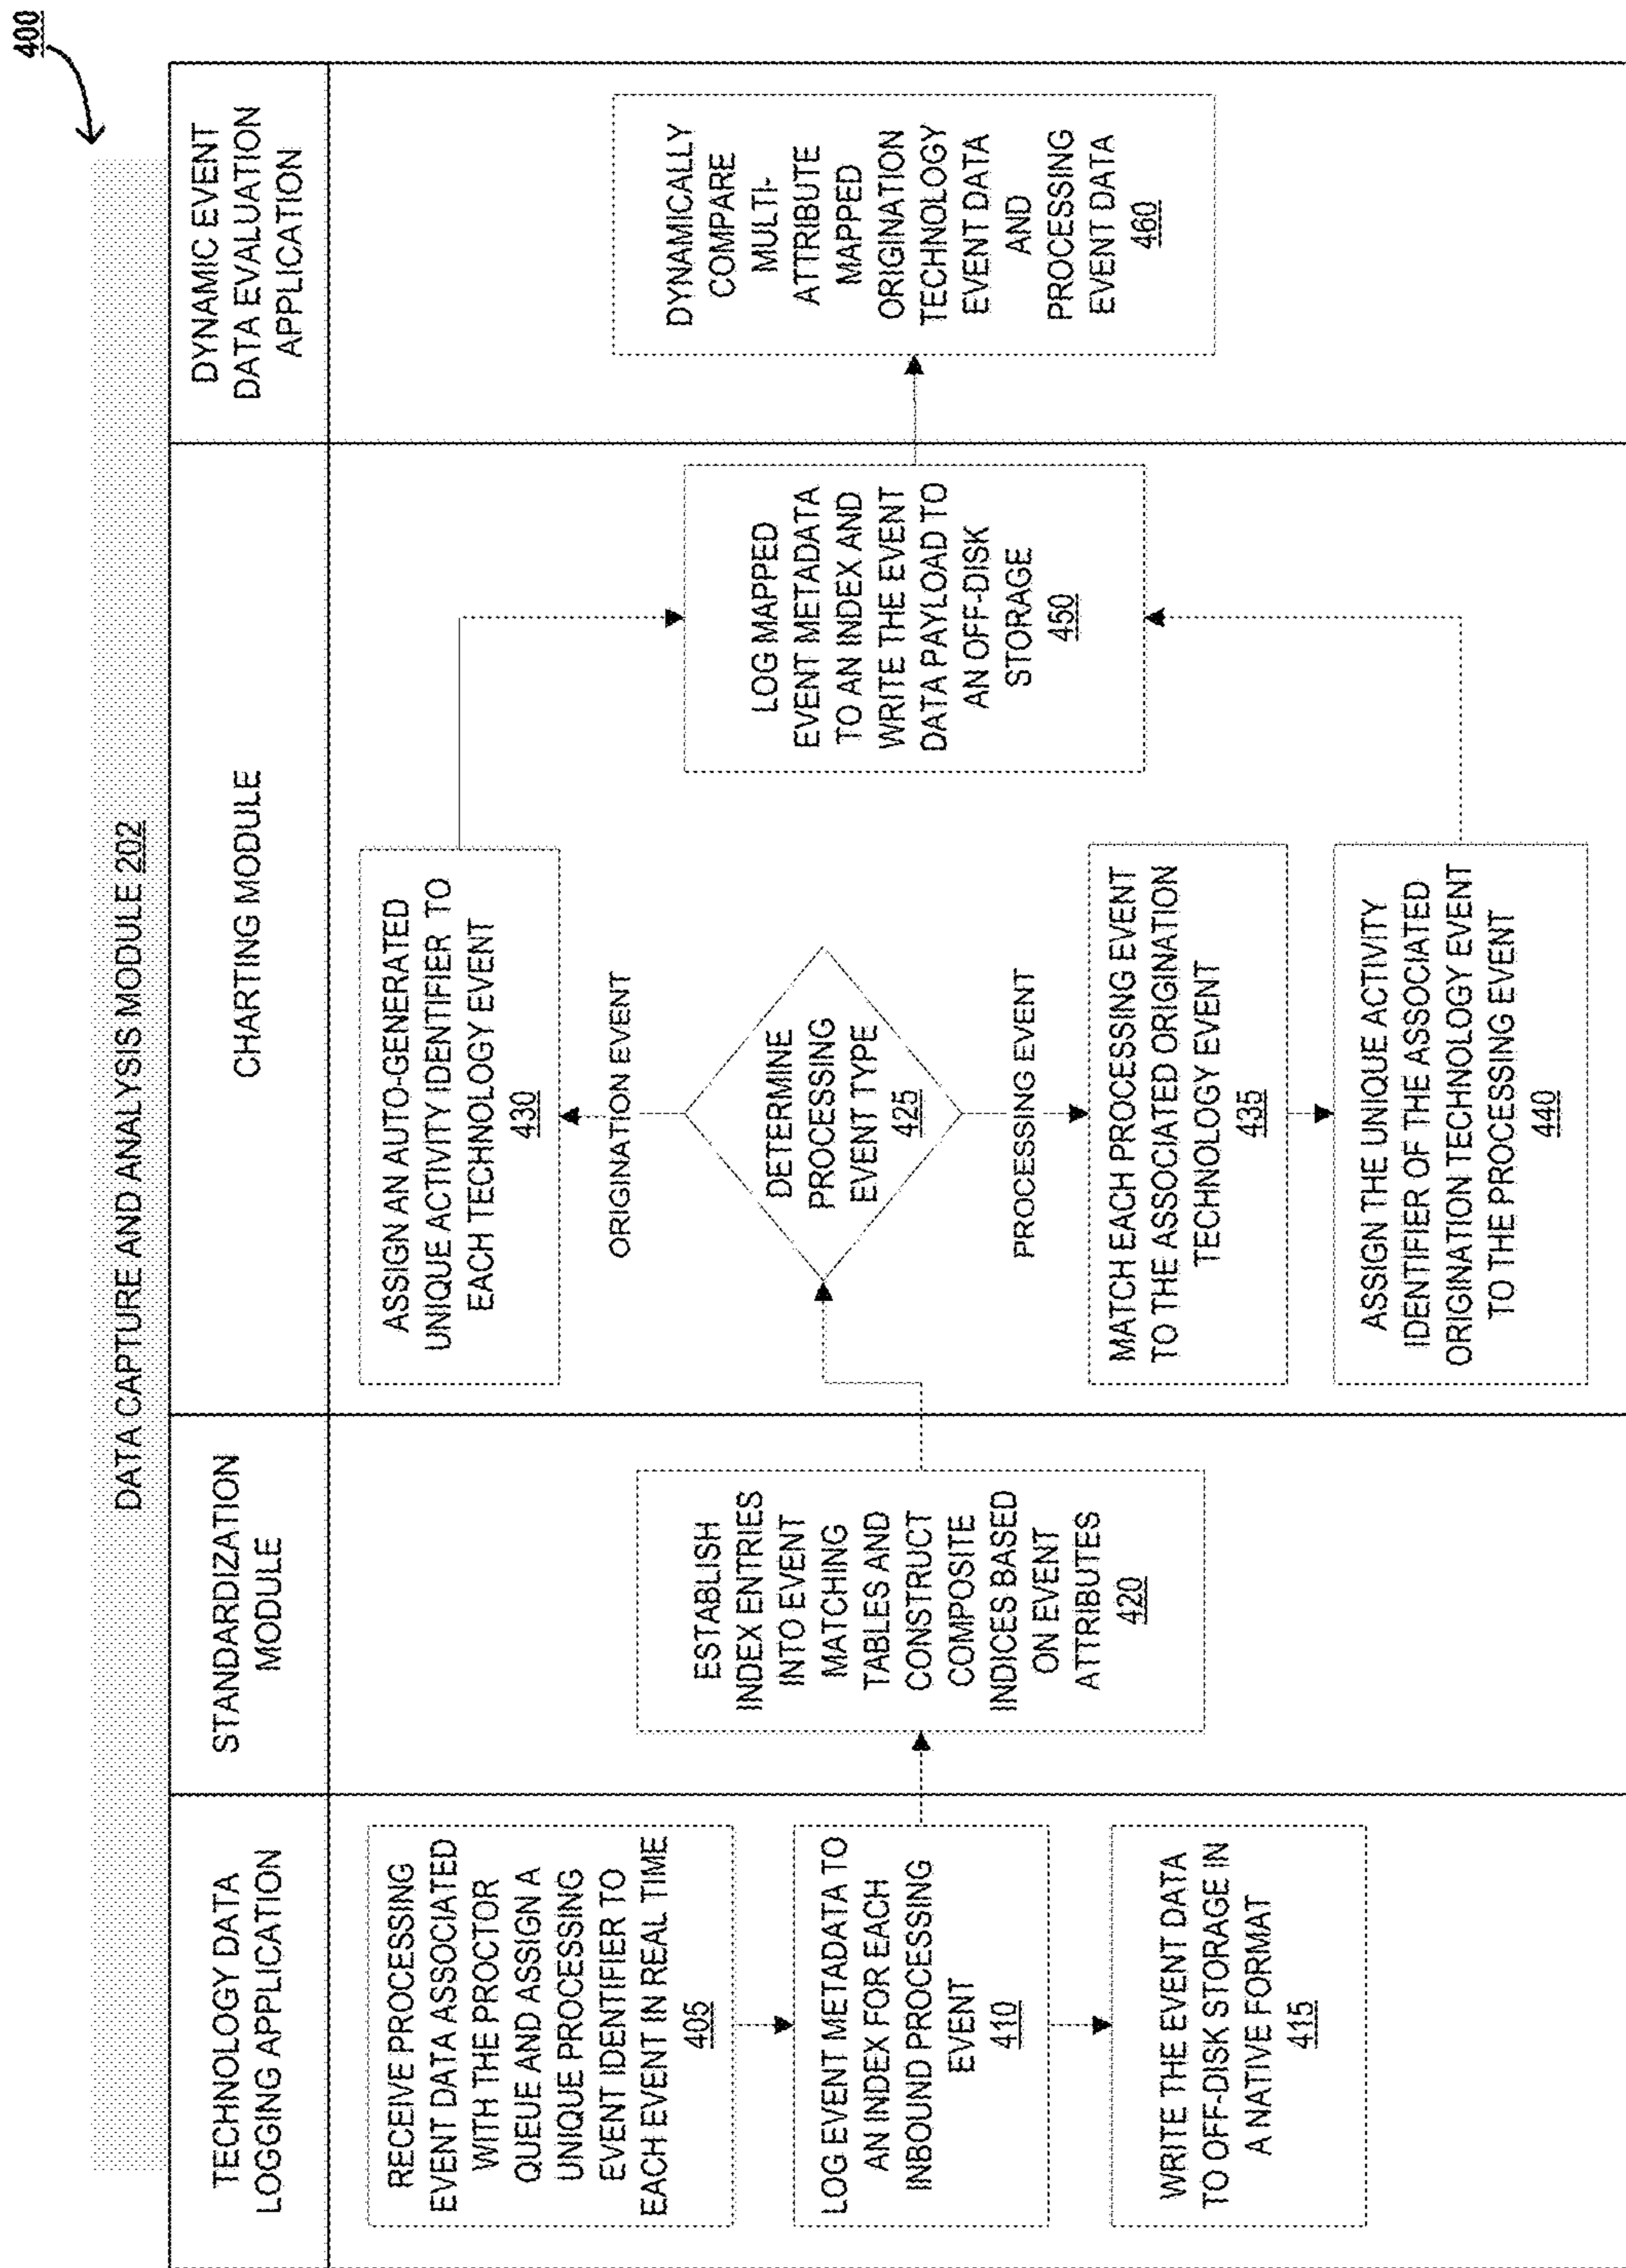 400
DATA CAPTURE AND ANALYSIS MODULE 202
TECHNOLOGY DATA
LOGGING APPLICATION
STANDARDIZATION
MODULE
CHARTING MODULE
DYNAMIC EVENT
DATA EVALUATION
APPLICATION
RECEIVE PROCESSING
EVENT DATA ASSOCIATED
WITH THE PROCTOR
QUEUE AND ASSIGN A
UNIQUE PROCESSING
EVENT IDENTIFIER TO
EACH EVENT IN REAL TIME
405
LOG EVENT METADATA TO
AN INDEX FOR EACH
INBOUND PROCESSING
EVENT
410
WRITE THE EVENT DATA
TO OFF-DISK STORAGE IN
A NATIVE FORMAT
415
ESTABLISH
INDEX ENTRIES
INTO EVENT
MATCHING
TABLES AND
CONSTRUCT
COMPOSITE
INDICES BASED
ON EVENT
ATTRIBUTES
420
ASSIGN AN AUTO-GENERATED
UNIQUE ACTIVITY IDENTIFIER TO
EACH TECHNOLOGY EVENT
430
ORIGINATION EVENT
DETERMINE
PROCESSING
EVENT TYPE
425
PROCESSING EVENT
MATCH EACH PROCESSING EVENT
TO THE ASSOCIATED ORIGINATION
TECHNOLOGY EVENT
435
ASSIGN THE UNIQUE ACTIVITY
IDENTIFIER OF THE ASSOCIATED
ORIGINATION TECHNOLOGY EVENT
TO THE PROCESSING EVENT
440
LOG MAPPED
EVENT METADATA
TO AN INDEX AND
WRITE THE EVENT
DATA PAYLOAD TO
AN OFF-DISK
STORAGE
450
DYNAMICALLY
COMPARE
MULTI-
ATTRIBUTE
MAPPED
ORIGINATION
TECHNOLOGY
EVENT DATA
AND
PROCESSING
EVENT DATA
460